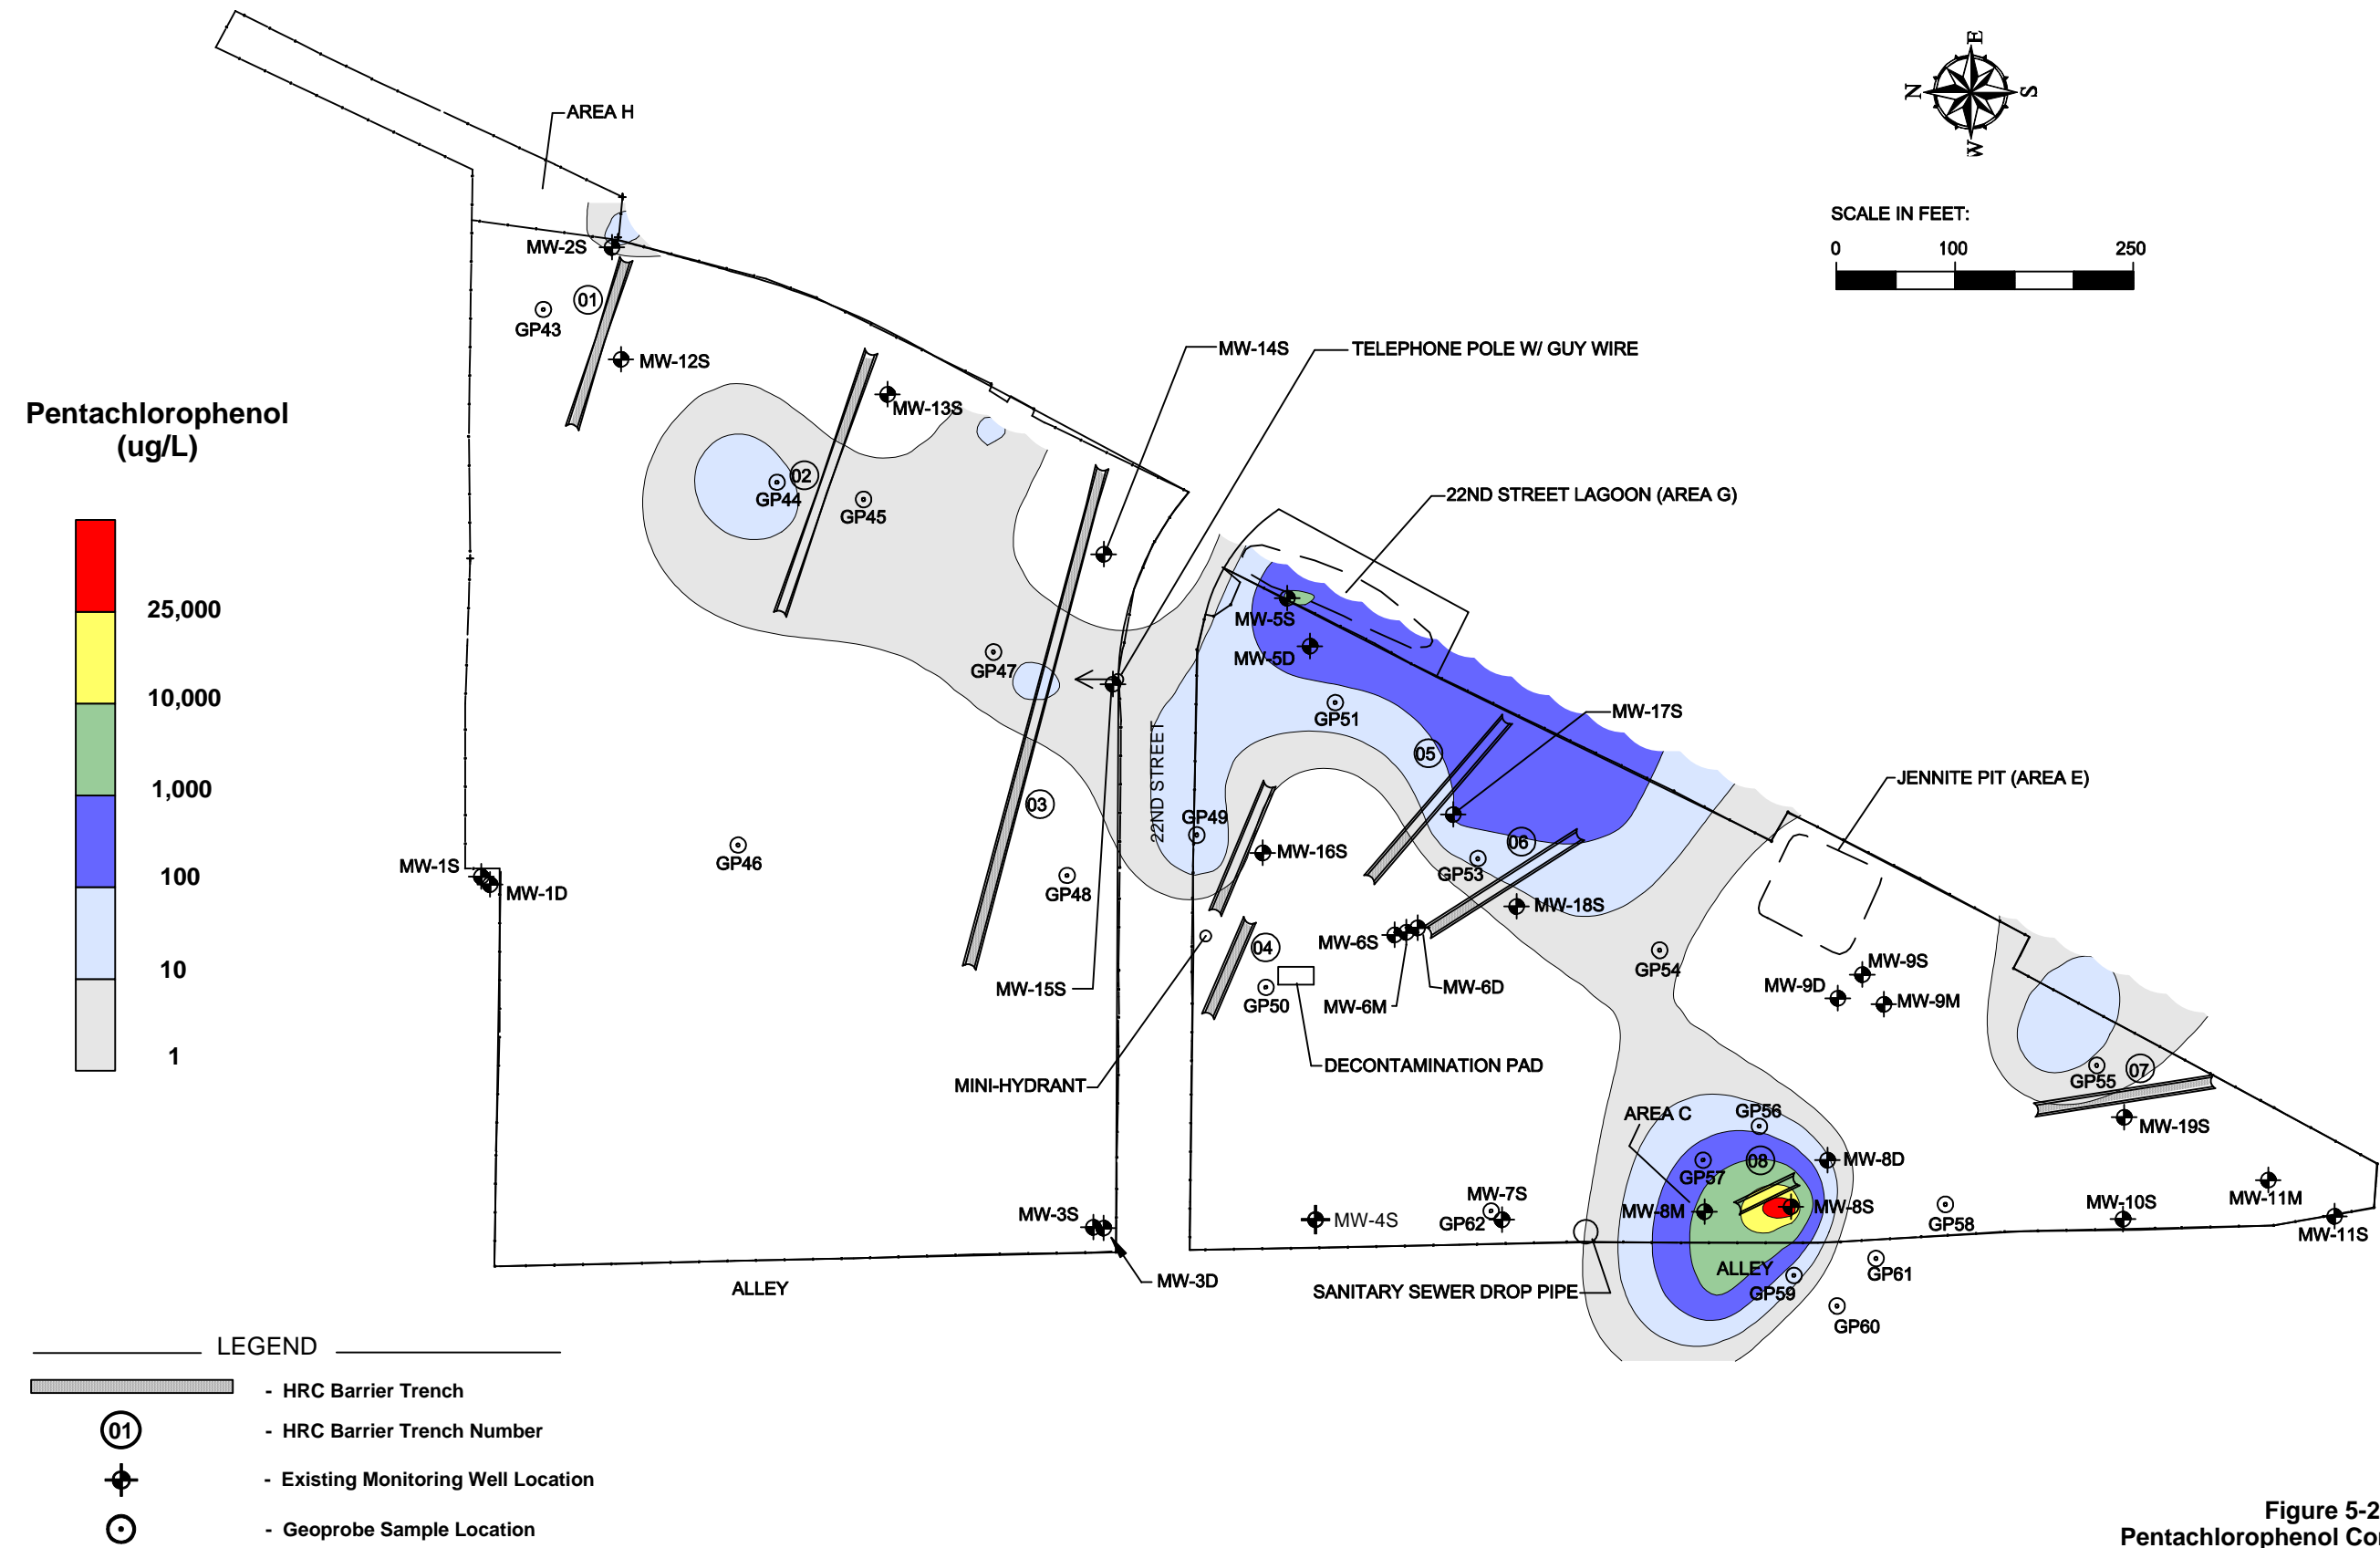 E
N
S
W
SCALE IN FEET:
0 100 250
AREA H
MW-2S
01
GP43
MW-12S
MW-14S
TELEPHONE POLE W/ GUY WIRE
MW-13S
Pentachlorophenol
(ug/L)
25,000
10,000
1,000
100
10
1
02
GP44
GP45
22ND STREET LAGOON (AREA G)
MW-5S
MW-5D
GP47
GP51
MW-17S
22ND STREET
05
JENNITE PIT (AREA E)
03
GP49
06
MW-16S
GP46
GP53
MW-1S
MW-1D
GP48
MW-18S
MW-6S
04
GP54
MW-9S
MW-9D
MW-9M
MW-15S
GP50
MW-6M
MW-6D
DECONTAMINATION PAD
MINI-HYDRANT
GP55
07
AREA C
GP56
MW-19S
08
MW-8D
GP57
MW-7S
MW-11M
MW-3S
GP62
MW-4S
MW-8M
MW-8S
GP58
MW-10S
MW-11S
ALLEY
GP61
MW-3D
ALLEY
SANITARY SEWER DROP PIPE
GP59
GP60
LEGEND
- HRC Barrier Trench
01 - HRC Barrier Trench Number
- Existing Monitoring Well Location
- Geoprobe Sample Location
Figure 5-2
Pentachlorophenol Co